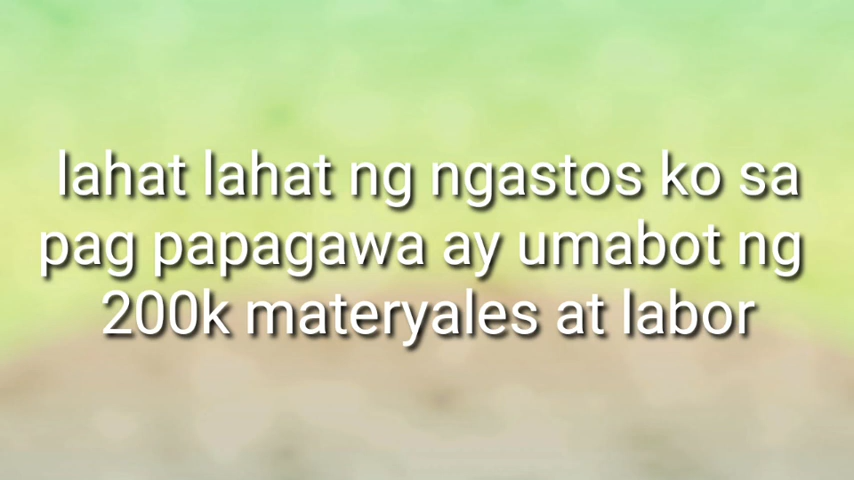 lahat lahat ng ngastos ko sa
pag papagawa ay umabot ng
200k materyales at labor